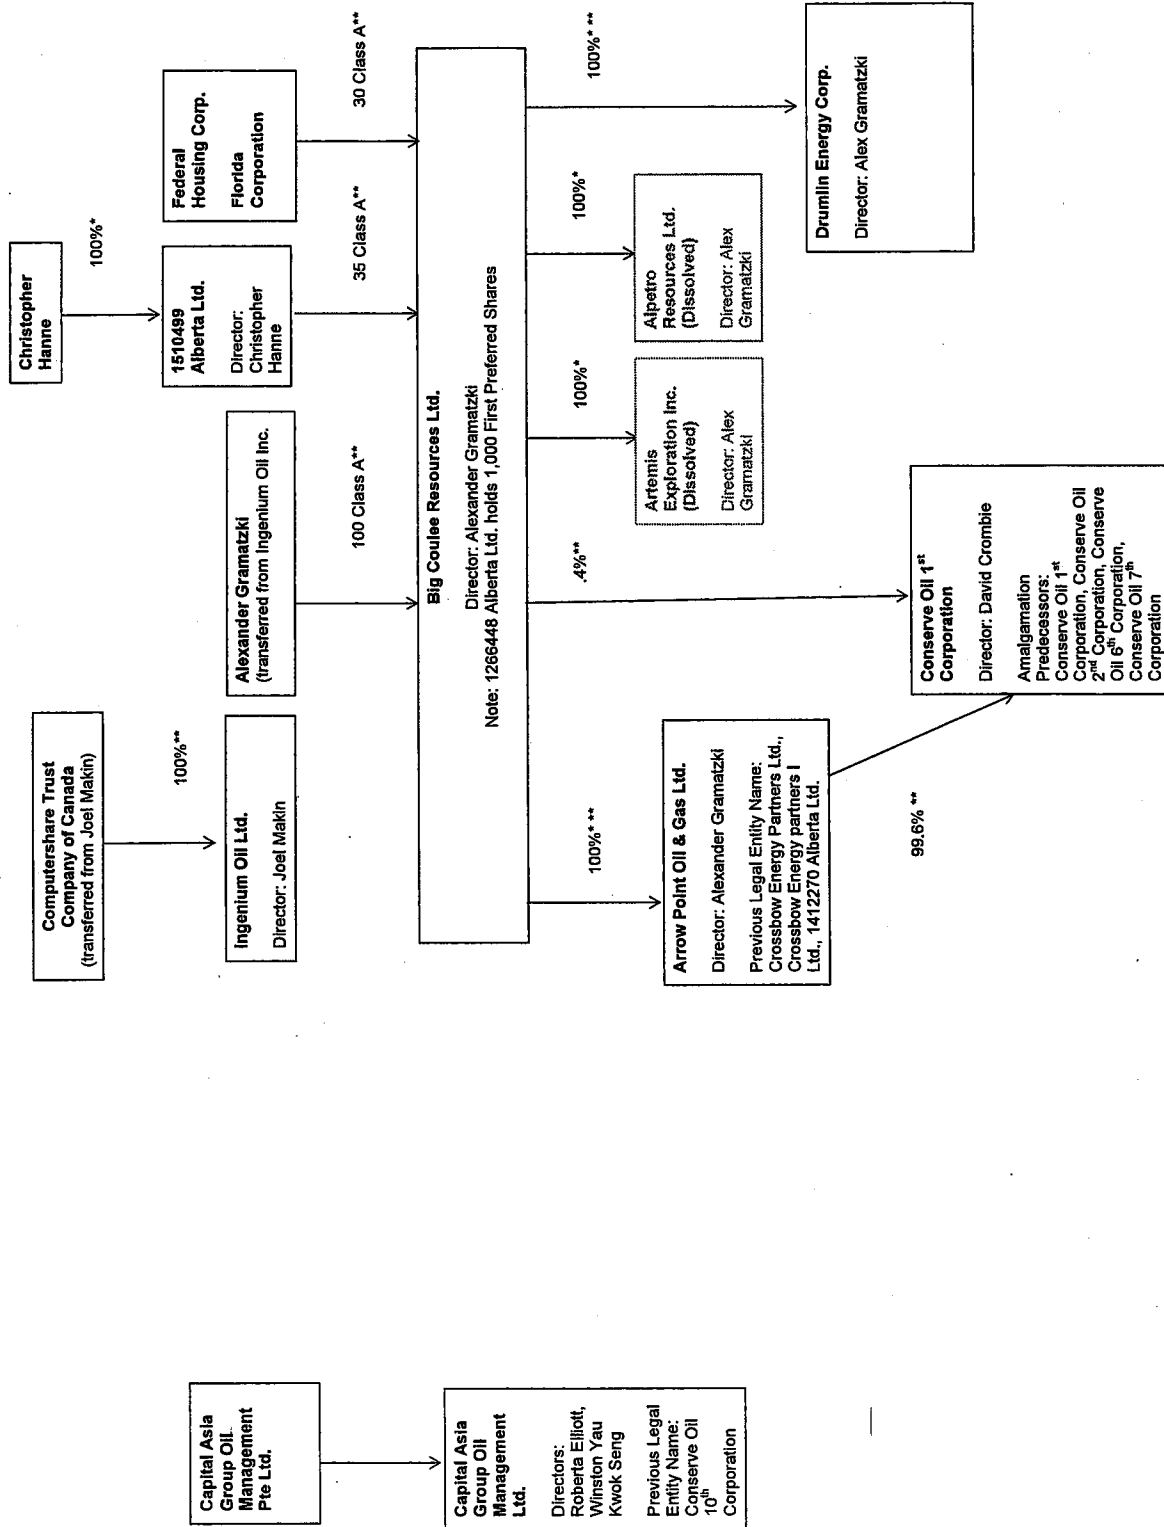 Capital Asia
Group Oil
Management
Pte Ltd.
Capital Asia
Group Oil
Management
Ltd.
Directors:
Roberta Elliott,
Winston Yau
Kwok Seng
Previous Legal
Entity Name:
Conserve Oil
10th
Corporation
Computershare Trust
Company of Canada
(transferred from Joel Makin)
100%**
Ingenium Oil Ltd.
Director: Joel Makin
Alexander Gramatzki
(transferred from Ingenium Oil Inc.
100 Class A**
Christopher
Hanne
100%*
1510499
Alberta Ltd.
Director:
Christopher
Hanne
35 Class A**
Federal
Housing Corp.
Florida
Corporation
30 Class A**
Big Coulee Resources Ltd.
Director: Alexander Gramatzki
Note: 1266448 Alberta Ltd. holds 1,000 First Preferred Shares
100%* **
.4%**
100%*
100%*
100%* **
Arrow Point Oil & Gas Ltd.
Director: Alexander Gramatzki
Previous Legal Entity Name:
Crossbow Energy Partners Ltd.,
Crossbow Energy partners I
Ltd., 1412270 Alberta Ltd.
99.6% **
Conserve Oil 1st
Corporation
Director: David Crombie
Amalgamation
Predecessors:
Conserve Oil 1st
Corporation, Conserve Oil
2nd Corporation, Conserve
Oil 6th Corporation,
Conserve Oil 7th
Corporation
Artemis
Exploration Inc.
(Dissolved)
Director: Alex
Gramatzki
Alpetro
Resources Ltd.
(Dissolved)
Director: Alex
Gramatzki
Drumlin Energy Corp.
Director: Alex Gramatzki